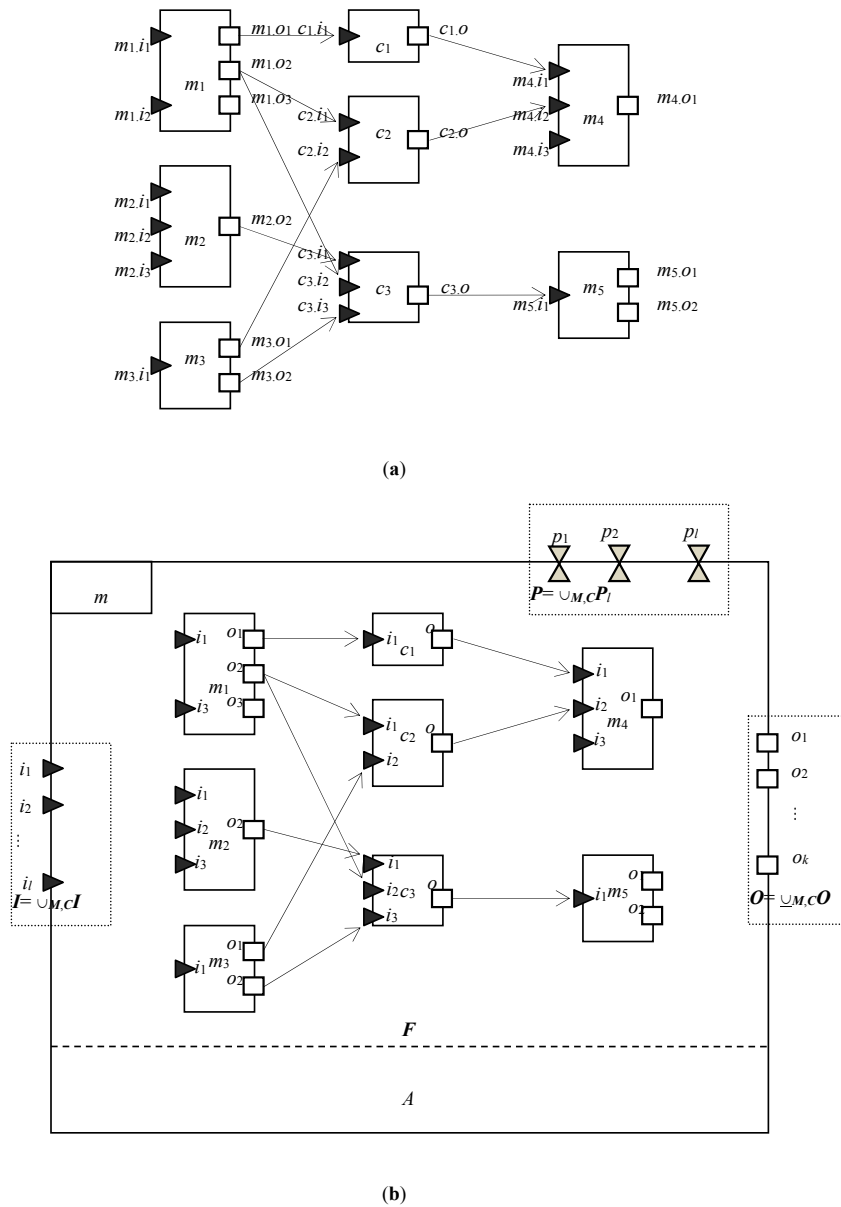 m1.o1 c1.i1 c1.o
m1.i1 c1
m1.o2
m1 m4.i1
m1.o3 m4.o1
m1.i2 c2.i1 c2 c2.o m4.i2 m4
c2.i2 m4.i3
m2.i1
m2.o2
m2.i2 m2
m2.i3 c3.i1 m5.o1
c3.i2 c3 c3.o m5
c3.i3 m5.i1 m5.o2
m3.o1
m3
m3.i1 m3.o2
(a)
p1 p2 pl
m P= ∪M,CPl
i1 o1 i1 o
o2 c1 i1
m1 o1
i3 o3 i1 c2 o i2 m4
i2 i3 o1
i1 i1 o2
i2 o2 ⋮
⋮ i2 m2
i3 i1 o ok
il i2 c3 i1 m5 o
I= ∪M,CI i3 o2 O= ∪M,CO
o1
i1 m3
o2
F
A
(b)